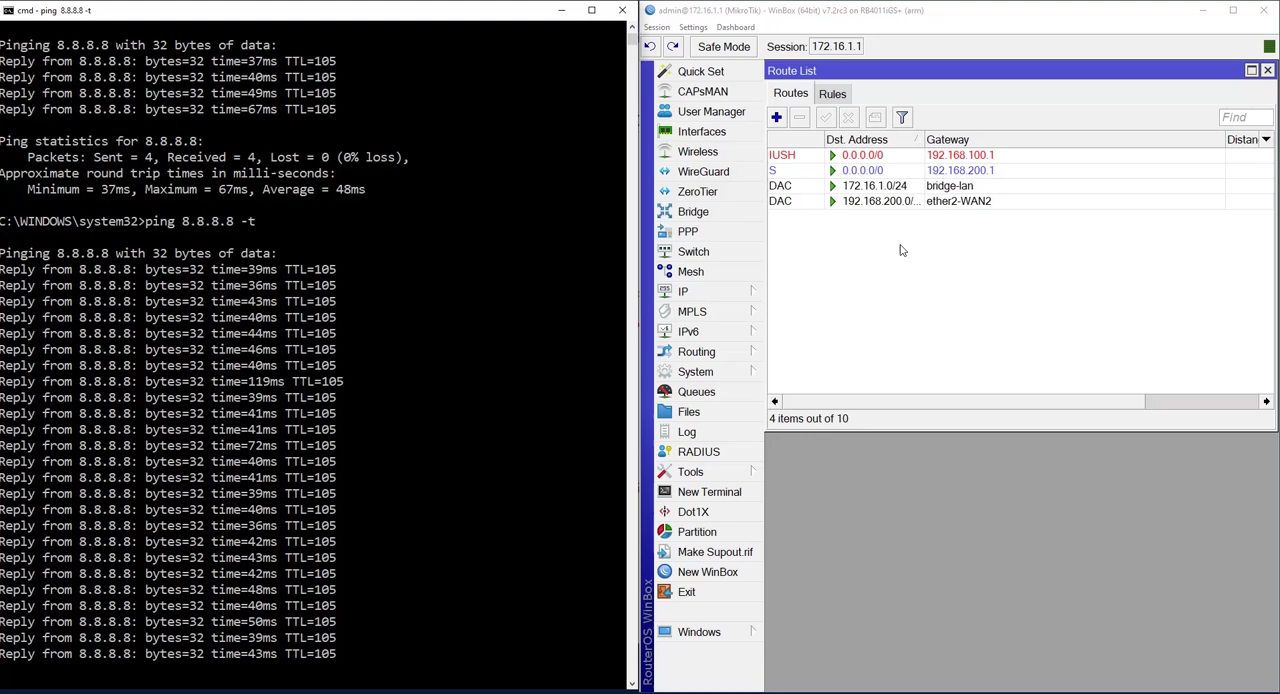 cmd - ping 8.8.8.8 -t
Pinging 8.8.8.8 with 32 bytes of data:
Reply from 8.8.8.8: bytes=32 time=37ms TTL=105
Reply from 8.8.8.8: bytes=32 time=40ms TTL=105
Reply from 8.8.8.8: bytes=32 time=49ms TTL=105
Reply from 8.8.8.8: bytes=32 time=67ms TTL=105
Ping statistics for 8.8.8.8:
Packets: Sent = 4, Received = 4, Lost = 0 (0% loss),
Approximate round trip times in milli-seconds:
Minimum = 37ms, Maximum = 67ms, Average = 48ms
C:\WINDOWS\system32>ping 8.8.8.8 -t
Pinging 8.8.8.8 with 32 bytes of data:
Reply from 8.8.8.8: bytes=32 time=39ms TTL=105
Reply from 8.8.8.8: bytes=32 time=36ms TTL=105
Reply from 8.8.8.8: bytes=32 time=43ms TTL=105
Reply from 8.8.8.8: bytes=32 time=40ms TTL=105
Reply from 8.8.8.8: bytes=32 time=44ms TTL=105
Reply from 8.8.8.8: bytes=32 time=46ms TTL=105
Reply from 8.8.8.8: bytes=32 time=40ms TTL=105
Reply from 8.8.8.8: bytes=32 time=119ms TTL=105
Reply from 8.8.8.8: bytes=32 time=39ms TTL=105
Reply from 8.8.8.8: bytes=32 time=41ms TTL=105
Reply from 8.8.8.8: bytes=32 time=41ms TTL=105
Reply from 8.8.8.8: bytes=32 time=72ms TTL=105
Reply from 8.8.8.8: bytes=32 time=40ms TTL=105
Reply from 8.8.8.8: bytes=32 time=41ms TTL=105
Reply from 8.8.8.8: bytes=32 time=39ms TTL=105
Reply from 8.8.8.8: bytes=32 time=40ms TTL=105
Reply from 8.8.8.8: bytes=32 time=36ms TTL=105
Reply from 8.8.8.8: bytes=32 time=42ms TTL=105
Reply from 8.8.8.8: bytes=32 time=43ms TTL=105
Reply from 8.8.8.8: bytes=32 time=42ms TTL=105
Reply from 8.8.8.8: bytes=32 time=48ms TTL=105
Reply from 8.8.8.8: bytes=32 time=40ms TTL=105
Reply from 8.8.8.8: bytes=32 time=50ms TTL=105
Reply from 8.8.8.8: bytes=32 time=39ms TTL=105
Reply from 8.8.8.8: bytes=32 time=43ms TTL=105
admin@172.16.1.1 (MikroTik) - WinBox (64bit) v7.2rc3 on RB4011iGS+ (arm)
Session Settings Dashboard
Safe Mode Session: 172.16.1.1
Quick Set
CAPsMAN
User Manager
Interfaces
Wireless
WireGuard
ZeroTier
Bridge
PPP
Switch
Mesh
IP
MPLS
IPv6
Routing
System
Queues
Files
Log
RADIUS
Tools
New Terminal
Dot1X
Partition
Make Supout.rif
New WinBox
Exit
Windows
RouterOS WinBox
Route List
Routes Rules
Find
Dst. Address Gateway Distan
IUSH 0.0.0.0/0 192.168.100.1
S 0.0.0.0/0 192.168.200.1
DAC 172.16.1.0/24 bridge-lan
DAC 192.168.200.0/... ether2-WAN2
4 items out of 10